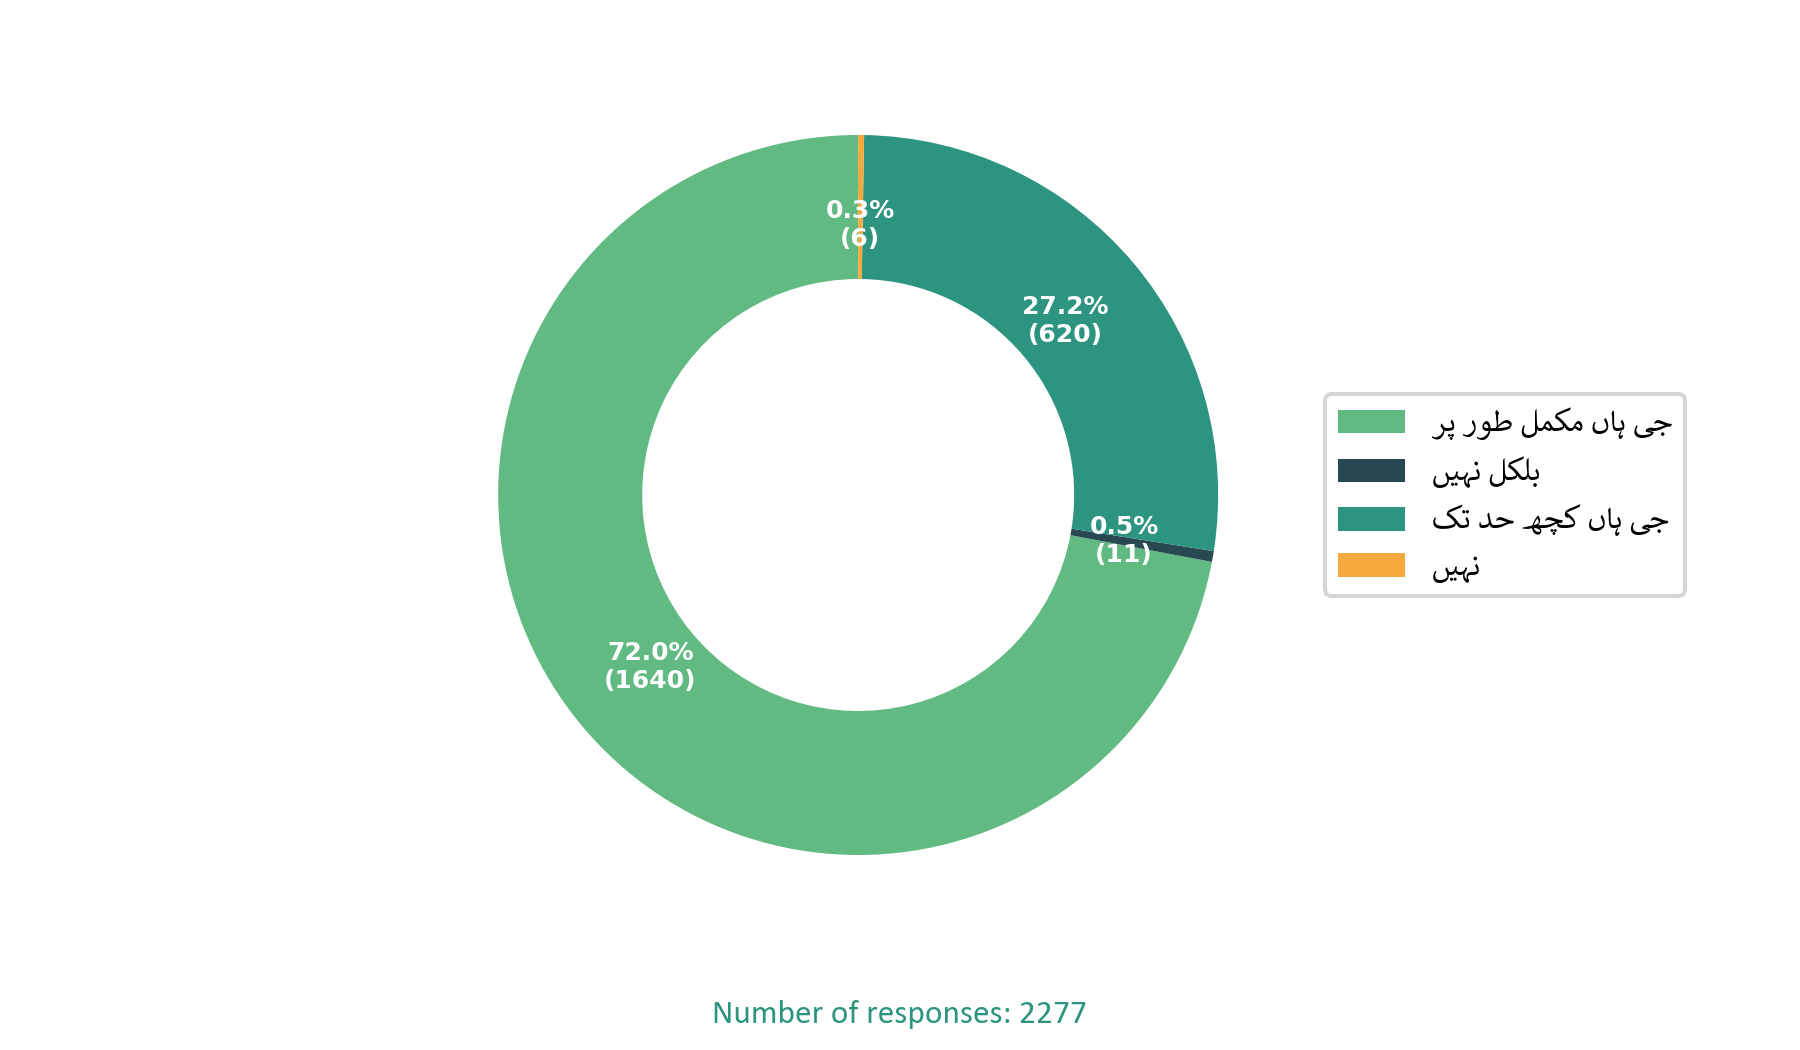 0.3%
(6)
27.2%
(620)
0.5%
(11)
72.0%
(1640)
جی ہاں مکمل طور پر
بلکل نہیں
جی ہاں کچھ حد تک
نہیں
Number of responses: 2277